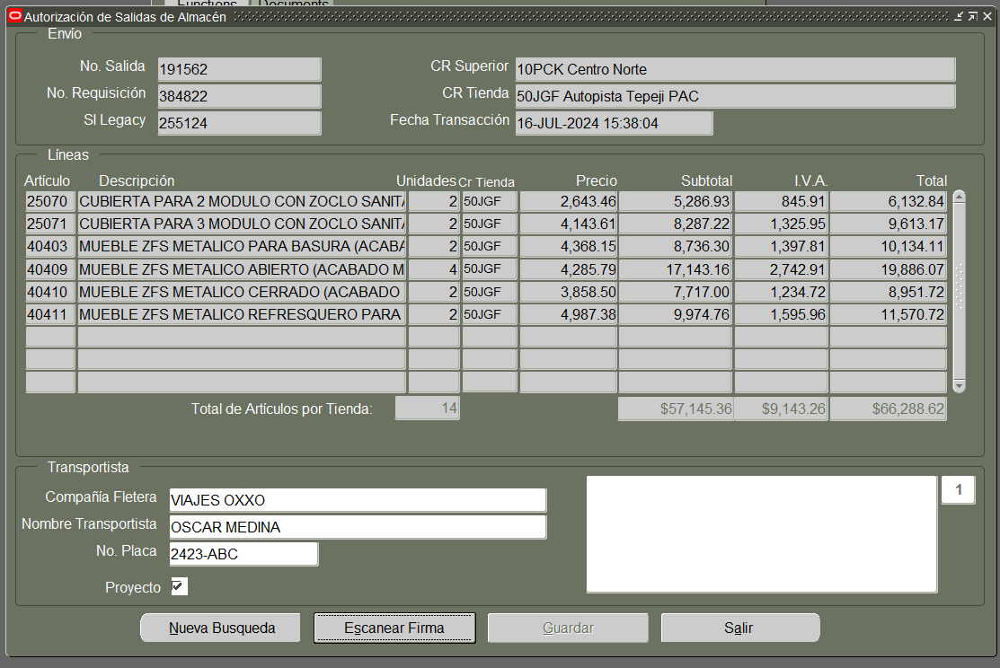 Functions Documents
Autorización de Salidas de Almacén
Envío
No. Salida 191562 CR Superior 10PCK Centro Norte
No. Requisición 384822 CR Tienda 50JGF Autopista Tepeji PAC
SI Legacy 255124 Fecha Transacción 16-JUL-2024 15:38:04
Líneas
Artículo Descripción Unidades Cr Tienda Precio Subtotal I.V.A. Total
25070 CUBIERTA PARA 2 MODULO CON ZOCLO SANITA 2 50JGF 2,643.46 5,286.93 845.91 6,132.84
25071 CUBIERTA PARA 3 MODULO CON ZOCLO SANITA 2 50JGF 4,143.61 8,287.22 1,325.95 9,613.17
40403 MUEBLE ZFS METALICO PARA BASURA (ACABA 2 50JGF 4,368.15 8,736.30 1,397.81 10,134.11
40409 MUEBLE ZFS METALICO ABIERTO (ACABADO M 4 50JGF 4,285.79 17,143.16 2,742.91 19,886.07
40410 MUEBLE ZFS METALICO CERRADO (ACABADO 2 50JGF 3,858.50 7,717.00 1,234.72 8,951.72
40411 MUEBLE ZFS METALICO REFRESQUERO PARA 2 50JGF 4,987.38 9,974.76 1,595.96 11,570.72
Total de Artículos por Tienda: 14 $57,145.36 $9,143.26 $66,288.62
Transportista
Compañía Fletera VIAJES OXXO 1
Nombre Transportista OSCAR MEDINA
No. Placa 2423-ABC
Proyecto
Nueva Busqueda Escanear Firma Guardar Salir